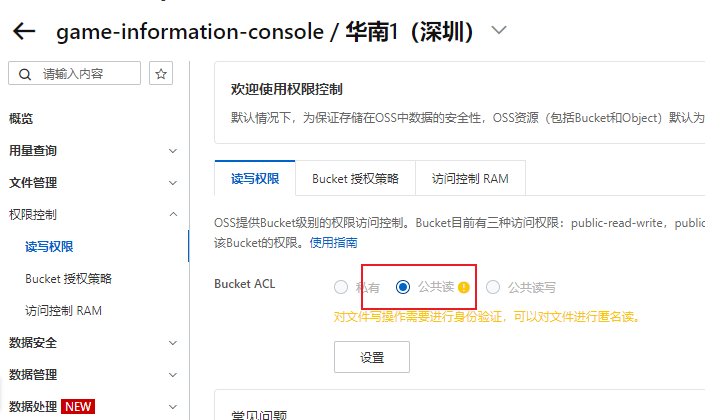 game-information-console / 华南1（深圳）
请输入内容
概览
用量查询
文件管理
权限控制
读写权限
Bucket 授权策略
访问控制 RAM
数据安全
数据管理
数据处理 NEW
欢迎使用权限控制
默认情况下，为保证存储在OSS中数据的安全性，OSS资源（包括Bucket和Object）默认为
读写权限 Bucket 授权策略 访问控制 RAM
OSS提供Bucket级别的权限访问控制。Bucket目前有三种访问权限：public-read-write，public
该Bucket的权限。使用指南
Bucket ACL 私有 公共读 公共读写
对文件写操作需要进行身份验证，可以对文件进行匿名读。
设置
常见问题